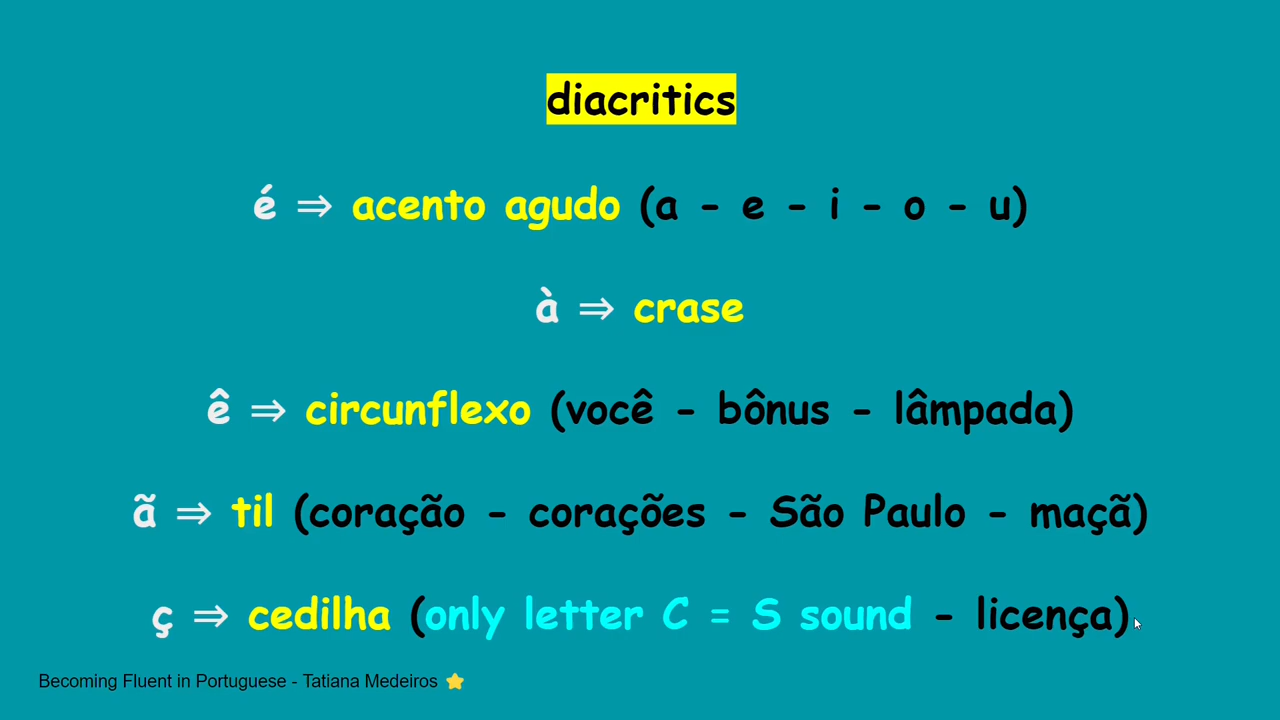 diacritics
é ⇒ acento agudo (a - e - i - o - u)
à ⇒ crase
ê ⇒ circunflexo (você - bônus - lâmpada)
ã ⇒ til (coração - corações - São Paulo - maçã)
ç ⇒ cedilha (only letter C = S sound - licença)
Becoming Fluent in Portuguese - Tatiana Medeiros ⭐